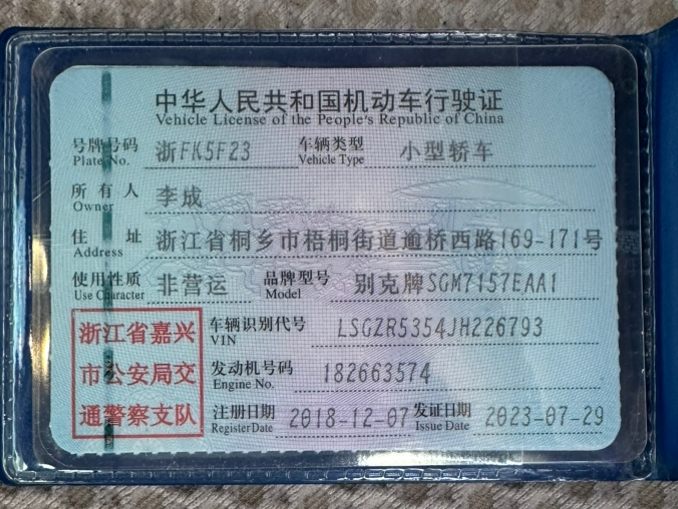 中华人民共和国机动车行驶证
Vehicle License of the People's Republic of China
号牌号码 浙FK5F23 车辆类型 小型轿车
Plate No. Vehicle Type
所有人 李成
Owner
住址 浙江省桐乡市梧桐街道逾桥西路169-171号
Address
使用性质 非营运 品牌型号 别克牌SGM7157EAA1
Use Character Model
浙江省嘉兴
市公安局交
通警察支队
车辆识别代号 LSGZR5354JH226793
VIN
发动机号码 182663574
Engine No.
注册日期 2018-12-07 发证日期 2023-07-29
Register Date Issue Date